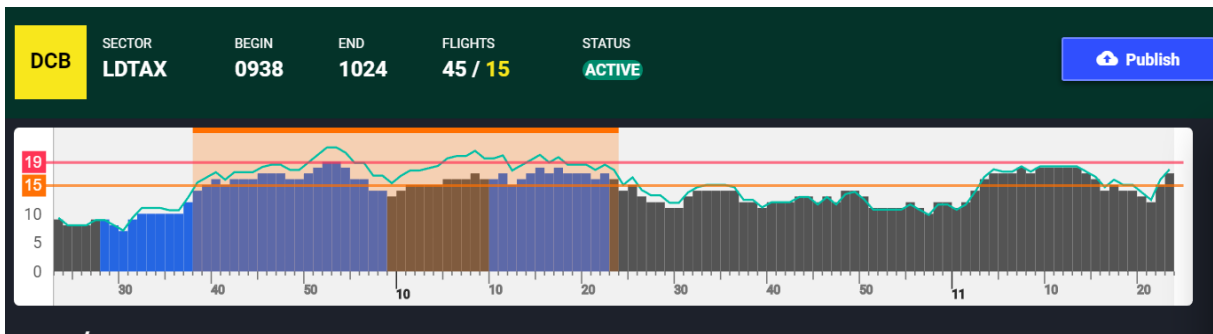 DCB
SECTOR BEGIN END FLIGHTS STATUS
LDTAX 0938 1024 45 / 15 ACTIVE
Publish
19
15
10
5
0
30 40 50 10 10 20 30 40 50 11 10 20